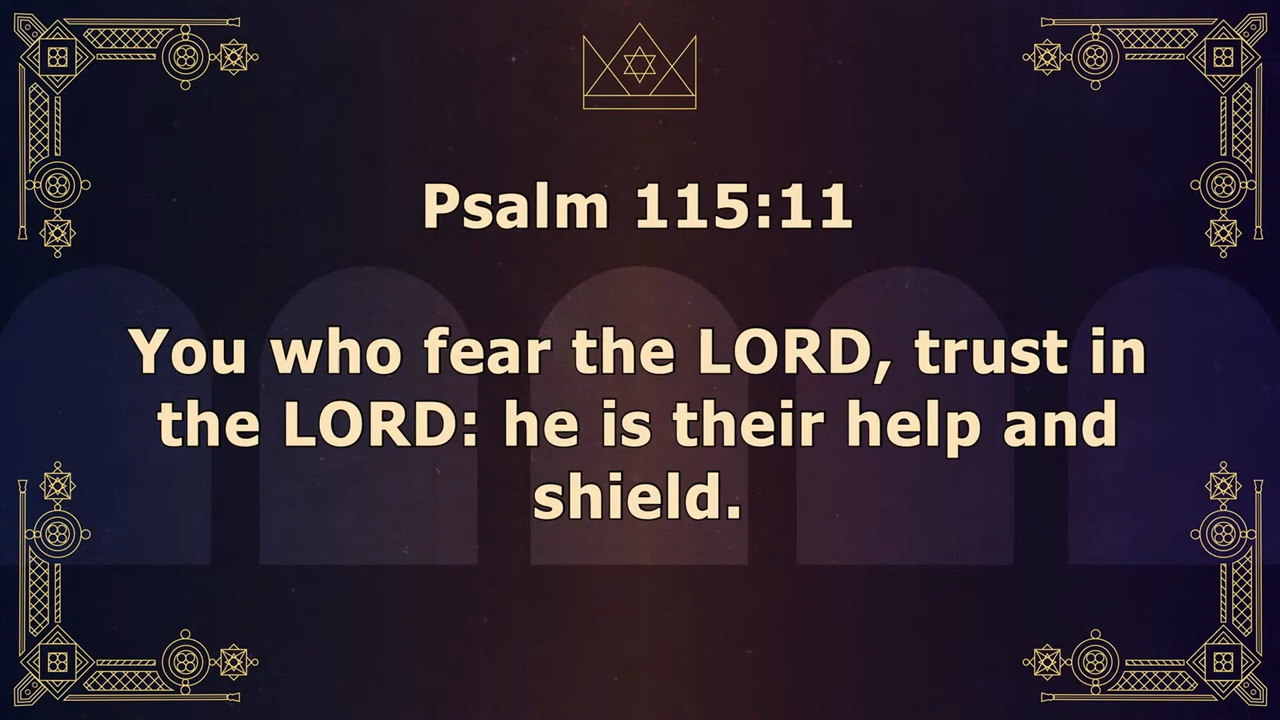 Psalm 115:11
You who fear the LORD, trust in
the LORD: he is their help and
shield.